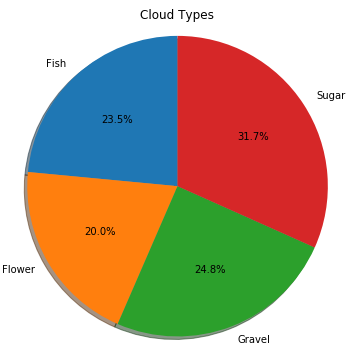 Cloud Types
Fish
Sugar
23.5%
31.7%
20.0%
24.8%
Flower
Gravel